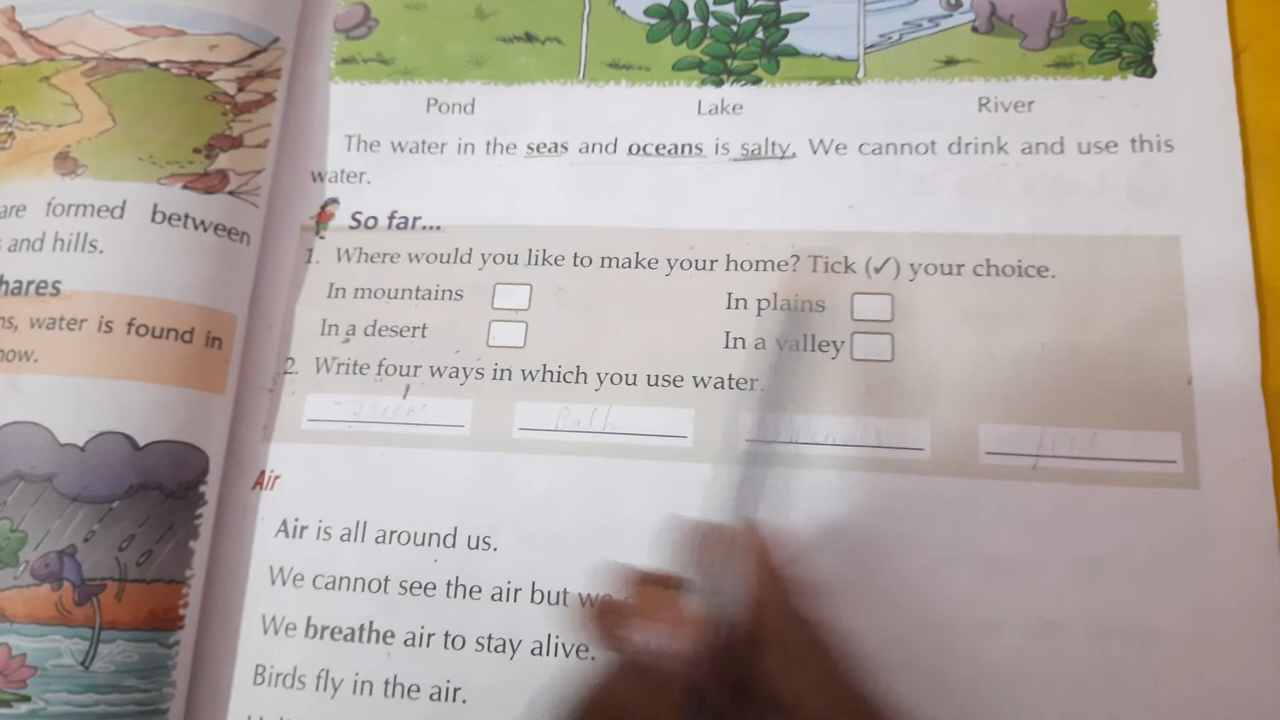 Pond Lake River
The water in the seas and oceans is salty. We cannot drink and use this
water.
So far...
1. Where would you like to make your home? Tick (✓) your choice.
In mountains In plains
In a desert In a valley
2. Write four ways in which you use water.
Bath
Air
Air is all around us.
We cannot see the air but we
We breathe air to stay alive.
Birds fly in the air.
are formed between
and hills.
hares
water is found in